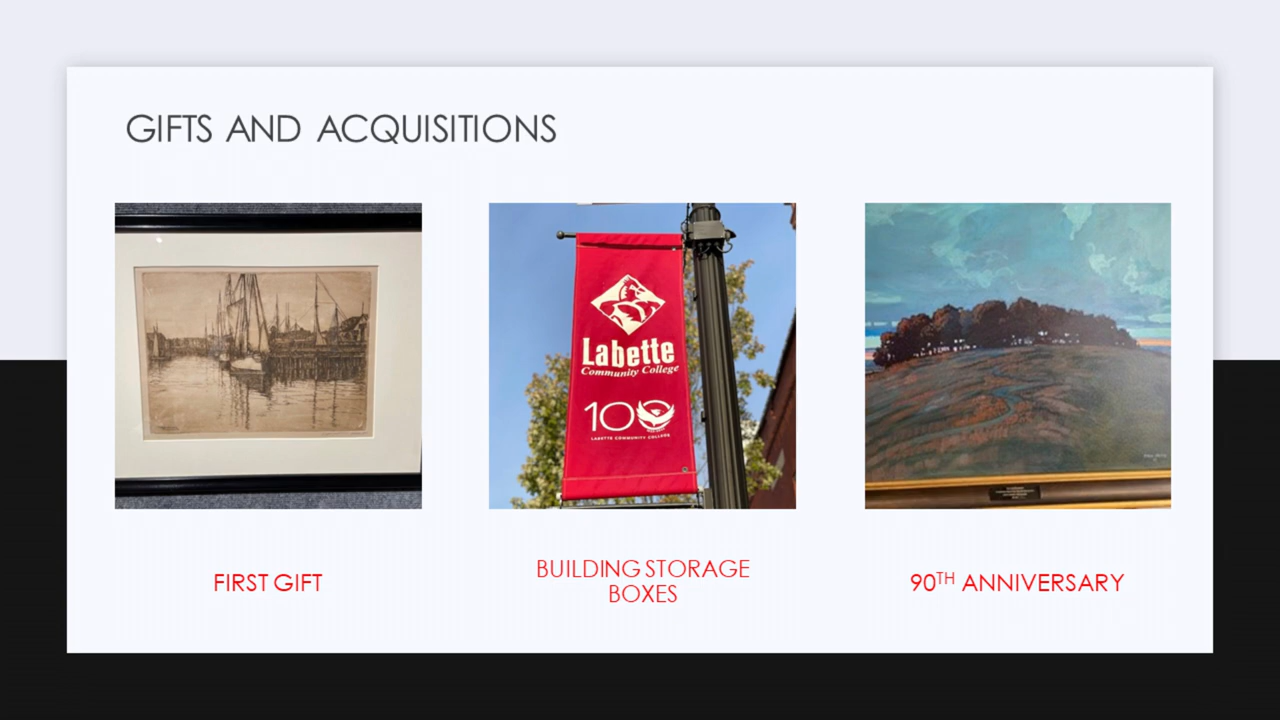 GIFTS AND ACQUISITIONS
Labette
Community College
100
LABETTE COMMUNITY COLLEGE
FIRST GIFT
BUILDING STORAGE
BOXES
90TH ANNIVERSARY